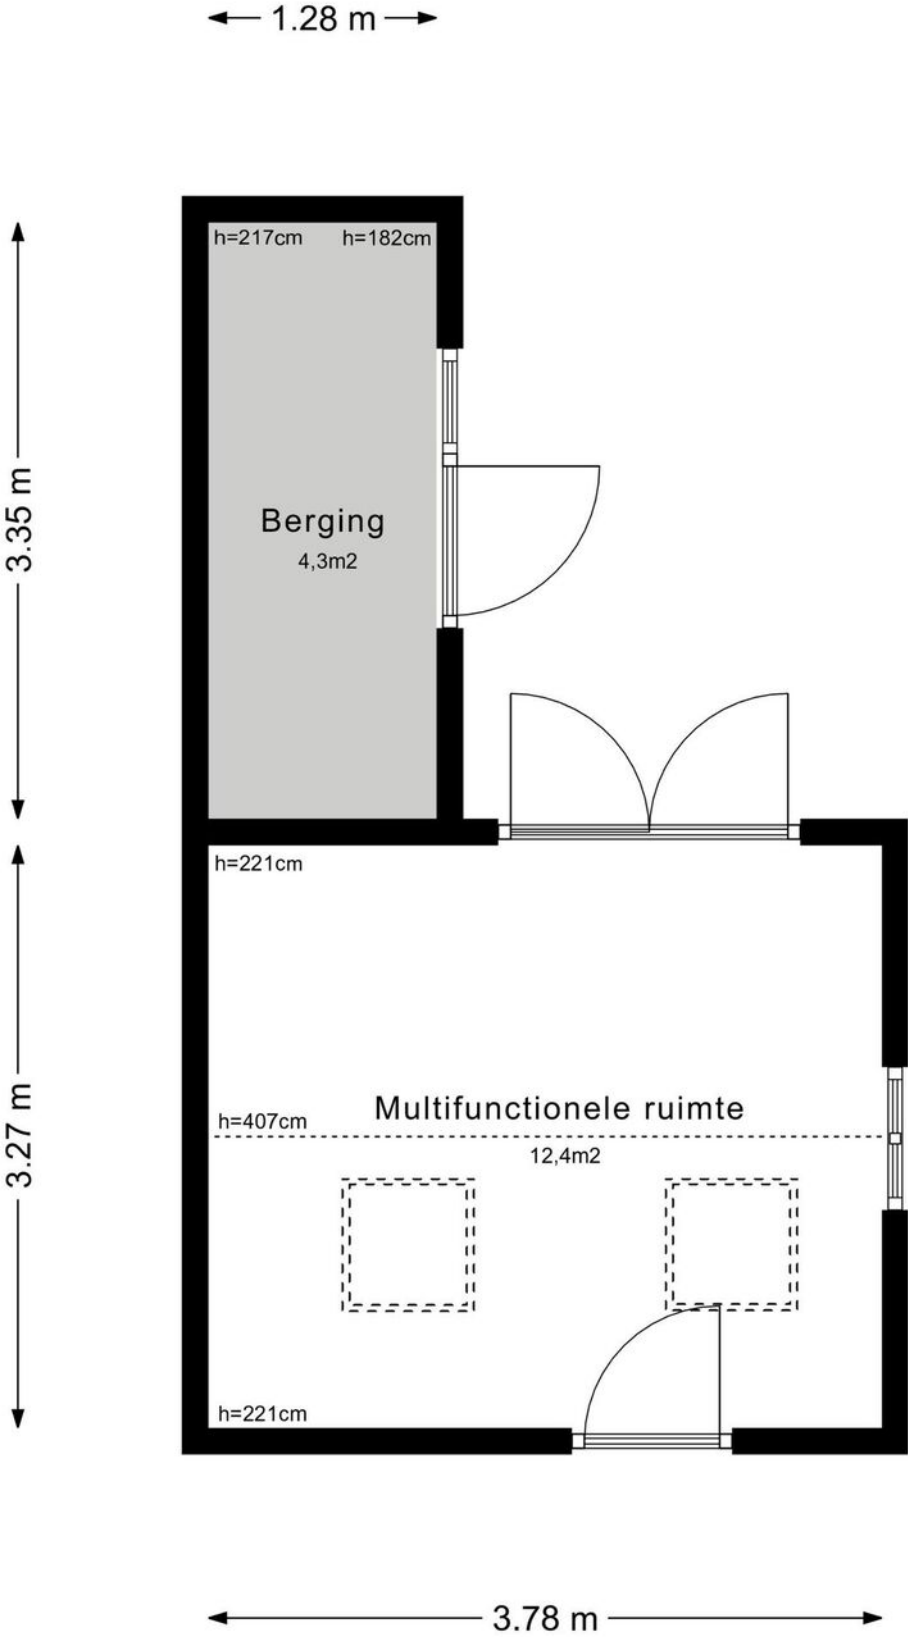 1.28 m
h=217cm h=182cm
3.35 m
Berging
4,3m2
h=221cm
3.27 m
Multifunctionele ruimte
h=407cm
12,4m2
h=221cm
3.78 m